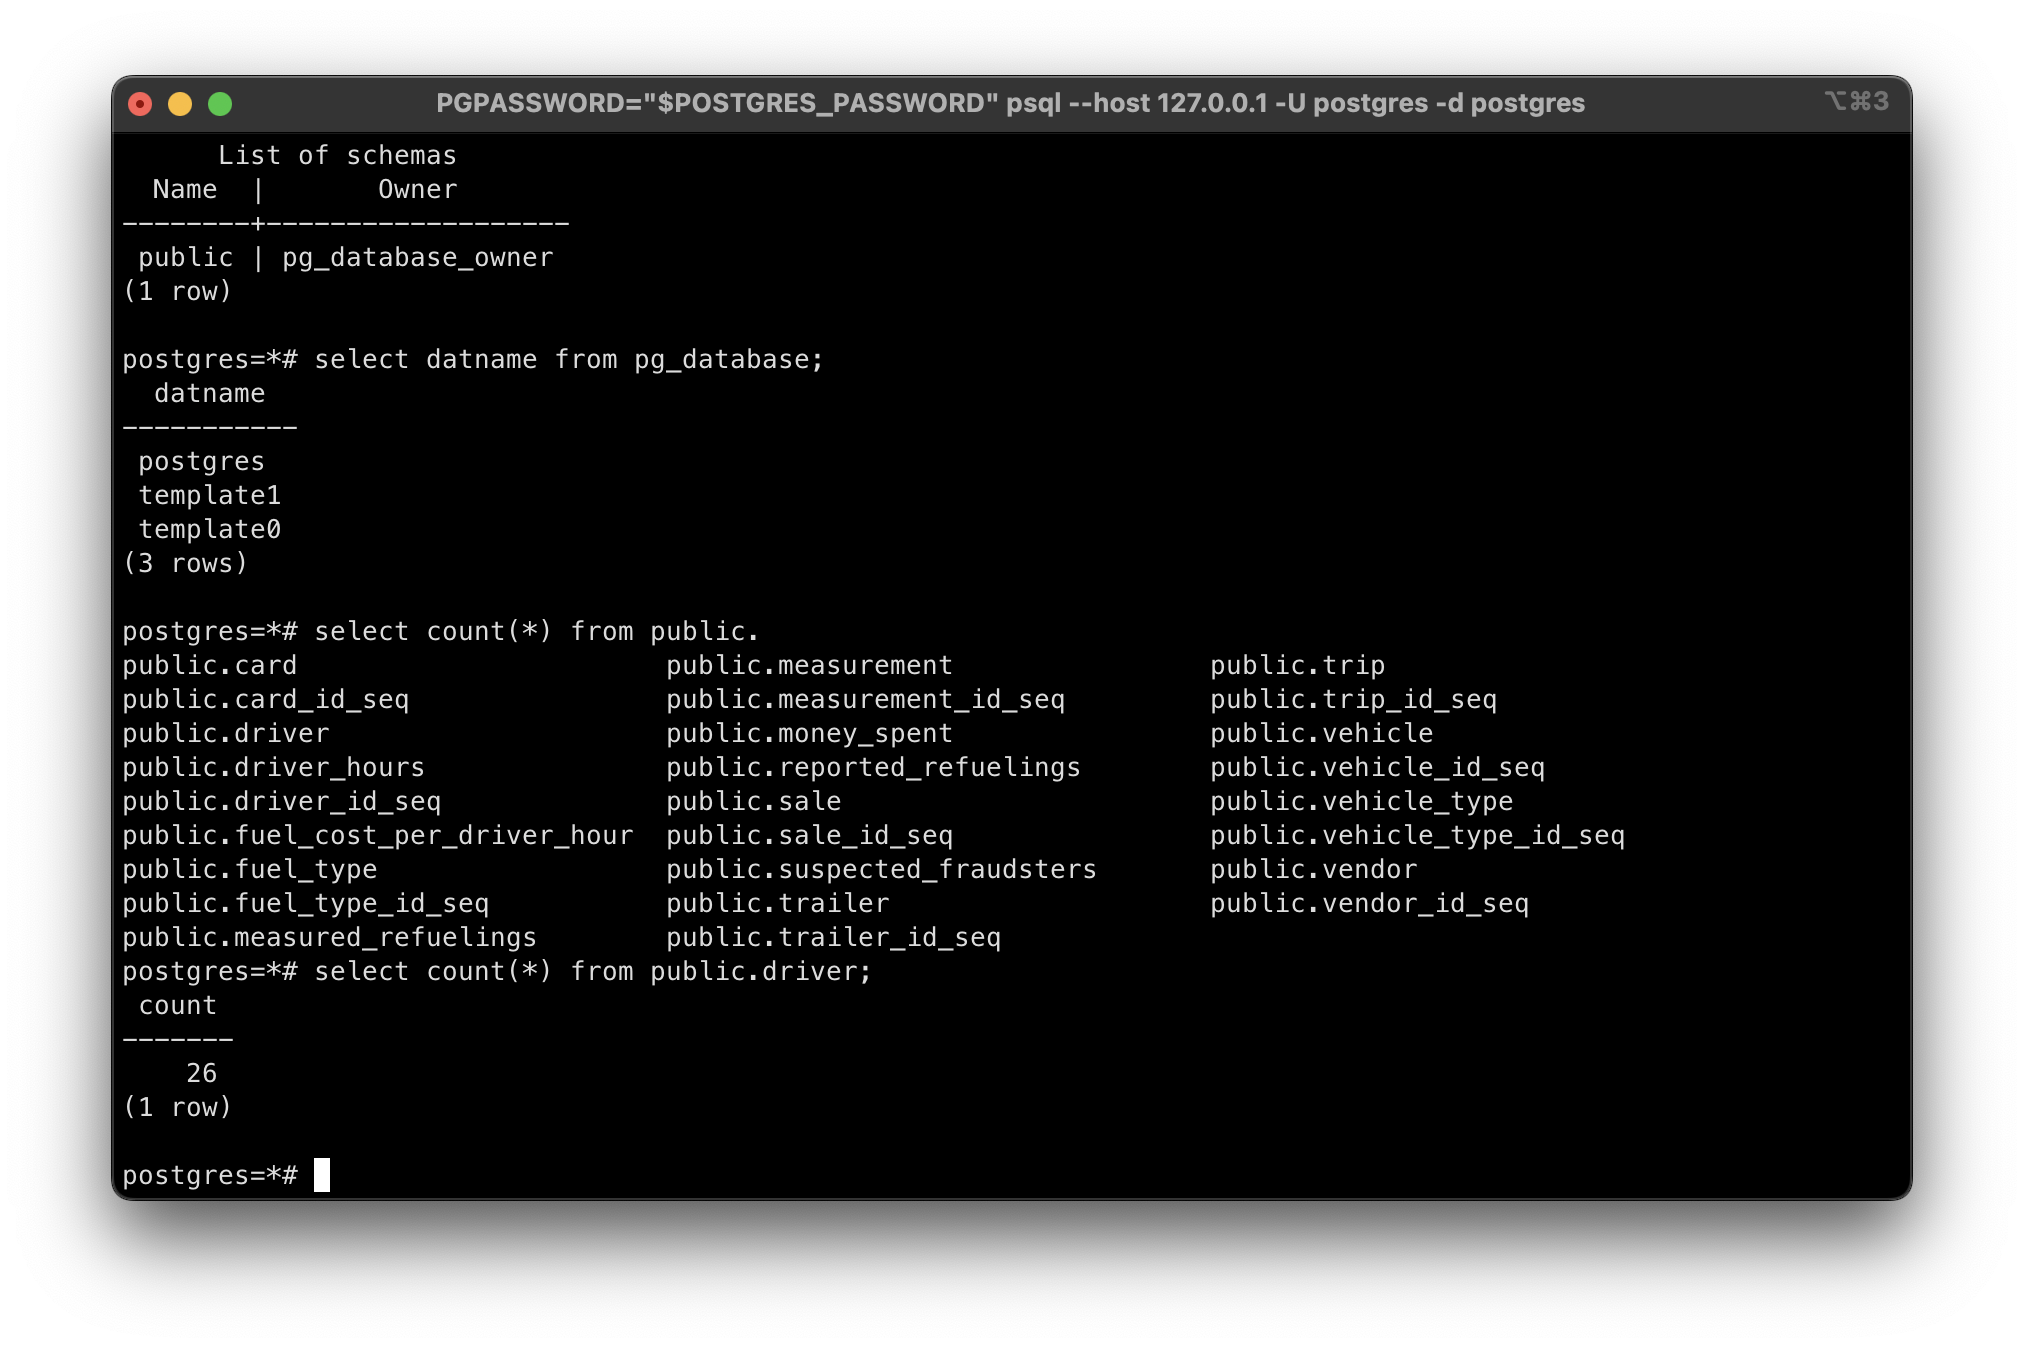 PGPASSWORD="$POSTGRES_PASSWORD" psql --host 127.0.0.1 -U postgres -d postgres ⌥⌘3
      List of schemas
  Name  |       Owner
--------+-------------------
 public | pg_database_owner
(1 row)

postgres=*# select datname from pg_database;
  datname
-----------
 postgres
 template1
 template0
(3 rows)

postgres=*# select count(*) from public.
public.card                       public.measurement                public.trip
public.card_id_seq                public.measurement_id_seq         public.trip_id_seq
public.driver                     public.money_spent                public.vehicle
public.driver_hours               public.reported_refuelings        public.vehicle_id_seq
public.driver_id_seq              public.sale                       public.vehicle_type
public.fuel_cost_per_driver_hour  public.sale_id_seq                public.vehicle_type_id_seq
public.fuel_type                  public.suspected_fraudsters       public.vendor
public.fuel_type_id_seq           public.trailer                    public.vendor_id_seq
public.measured_refuelings        public.trailer_id_seq
postgres=*# select count(*) from public.driver;
 count
-------
    26
(1 row)

postgres=*#